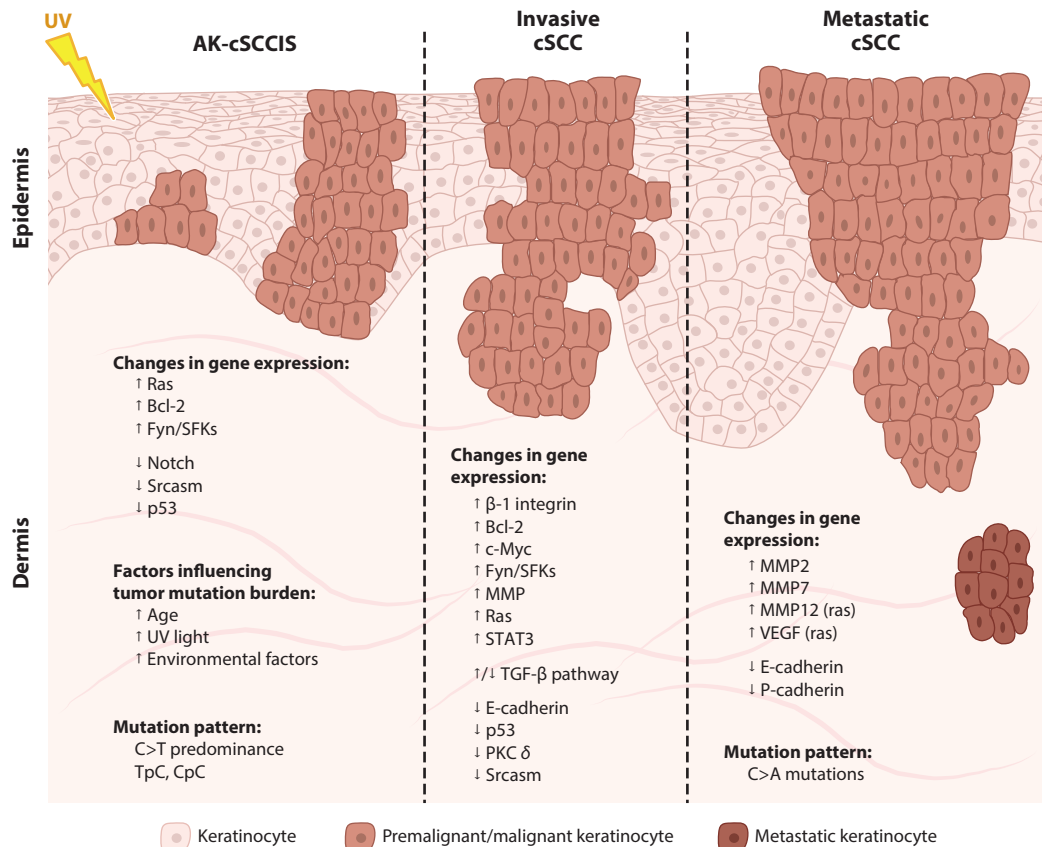 UV
AK-cSCCIS
Invasive
cSCC
Metastatic
cSCC
Epidermis
Dermis
Changes in gene expression:
↑ Ras
↑ Bcl-2
↑ Fyn/SFKs
↓ Notch
↓ Srcasm
↓ p53
Factors influencing
tumor mutation burden:
↑ Age
↑ UV light
↑ Environmental factors
Mutation pattern:
C>T predominance
TpC, CpC
Changes in gene
expression:
↑ β-1 integrin
↑ Bcl-2
↑ c-Myc
↑ Fyn/SFKs
↑ MMP
↑ Ras
↑ STAT3
↑/↓ TGF-β pathway
↓ E-cadherin
↓ p53
↓ PKC δ
↓ Srcasm
Changes in gene
expression:
↑ MMP2
↑ MMP7
↑ MMP12 (ras)
↑ VEGF (ras)
↓ E-cadherin
↓ P-cadherin
Mutation pattern:
C>A mutations
Keratinocyte
Premalignant/malignant keratinocyte
Metastatic keratinocyte